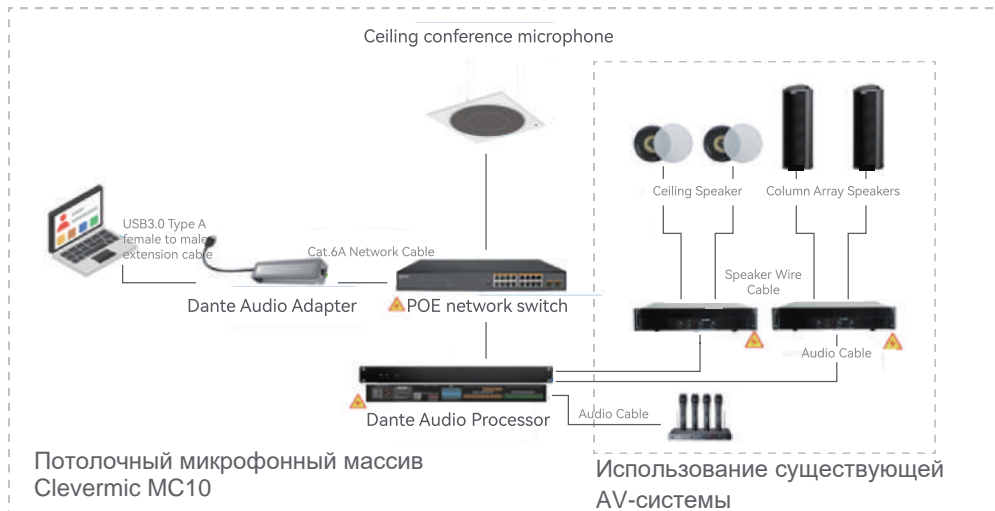 Ceiling conference microphone
Ceiling Speaker
Column Array Speakers
USB3.0 Type A
female to male
extension cable
Cat.6A Network Cable
Speaker Wire
Cable
Dante Audio Adapter
POE network switch
Audio Cable
Dante Audio Processor
Audio Cable
Потолочный микрофонный массив
Clevermic MC10
Использование существующей
AV-системы